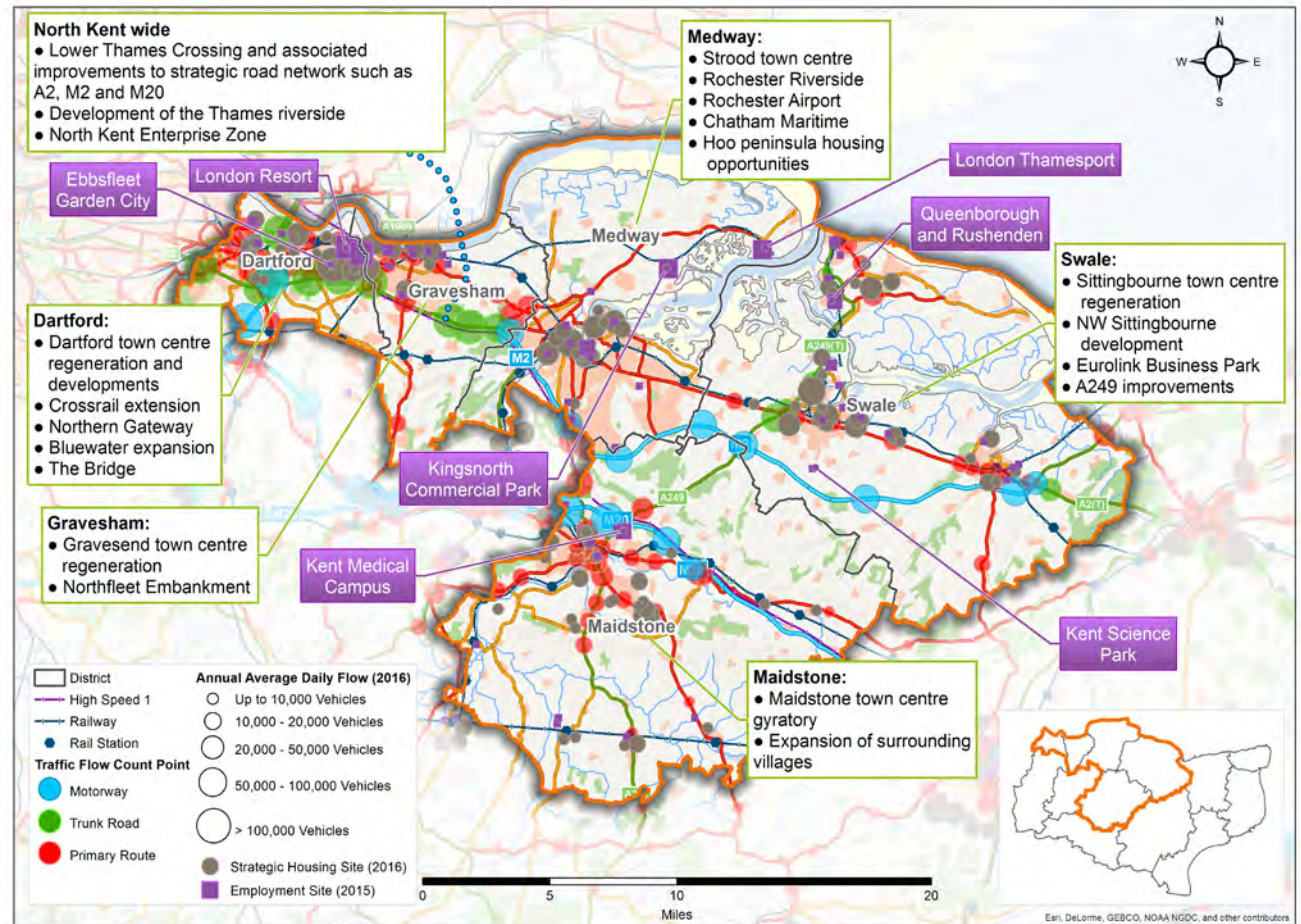 North Kent wide
● Lower Thames Crossing and associated
improvements to strategic road network such as
A2, M2 and M20
● Development of the Thames riverside
● North Kent Enterprise Zone
Medway:
● Strood town centre
● Rochester Riverside
● Rochester Airport
● Chatham Maritime
● Hoo peninsula housing
opportunities
N
W
E
S
Ebbsfleet
Garden City
London Resort
London Thamesport
Queenborough
and Rushenden
A1089
Medway
Dartford
Gravesham
Swale:
● Sittingbourne town centre
regeneration
● NW Sittingbourne
development
● Eurolink Business Park
● A249 improvements
Dartford:
● Dartford town centre
regeneration and
developments
● Crossrail extension
● Northern Gateway
● Bluewater expansion
● The Bridge
M2
A249(T)
Swale
Kingsnorth
Commercial Park
A249
A2(T)
M20
Gravesham:
● Gravesend town centre
regeneration
● Northfleet Embankment
Kent Medical
Campus
Maidstone
Kent Science
Park
Maidstone:
● Maidstone town centre
gyratory
● Expansion of surrounding
villages
District
High Speed 1
Railway
Rail Station
Traffic Flow Count Point
Motorway
Trunk Road
Primary Route
Annual Average Daily Flow (2016)
Up to 10,000 Vehicles
10,000 - 20,000 Vehicles
20,000 - 50,000 Vehicles
50,000 - 100,000 Vehicles
> 100,000 Vehicles
Strategic Housing Site (2016)
Employment Site (2015)
0
5
10
20
Miles
Esri, DeLorme, GEBCO, NOAA NGDC, and other contributors